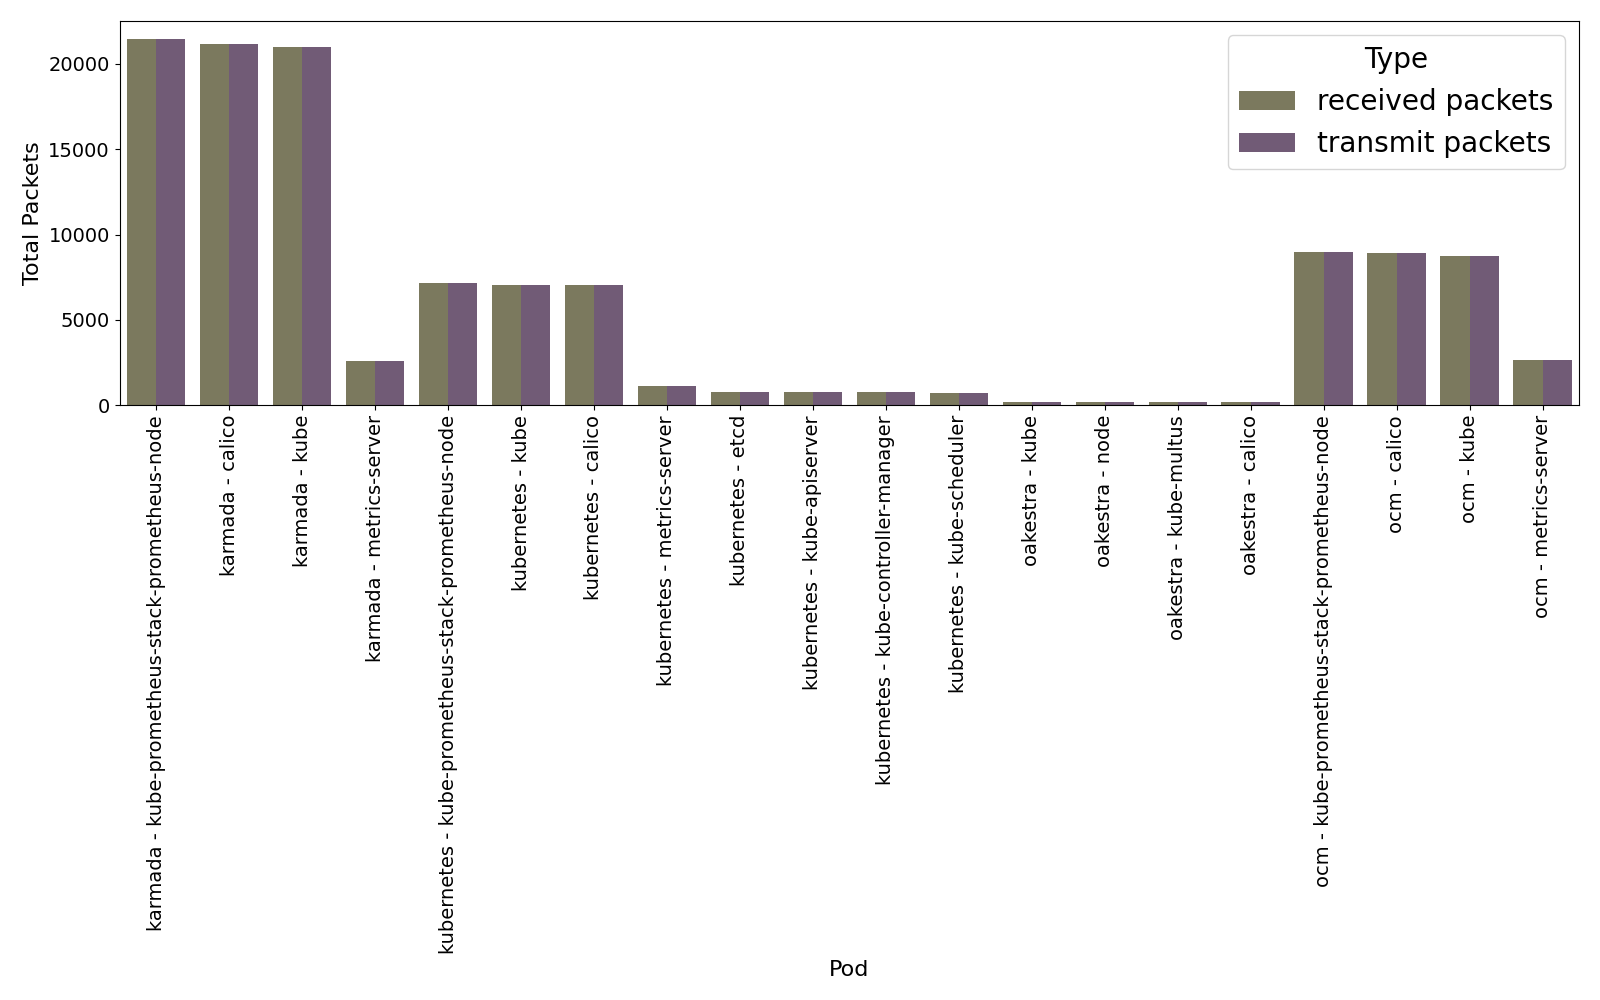 Type
received packets
transmit packets
Total Packets
20000
15000
10000
5000
0
karmada - kube-prometheus-stack-prometheus-node
karmada - calico
karmada - kube
karmada - metrics-server
kubernetes - kube-prometheus-stack-prometheus-node
kubernetes - kube
kubernetes - calico
kubernetes - metrics-server
kubernetes - etcd
kubernetes - kube-apiserver
kubernetes - kube-controller-manager
kubernetes - kube-scheduler
oakestra - kube
oakestra - node
oakestra - kube-multus
oakestra - calico
ocm - kube-prometheus-stack-prometheus-node
ocm - calico
ocm - kube
ocm - metrics-server
Pod